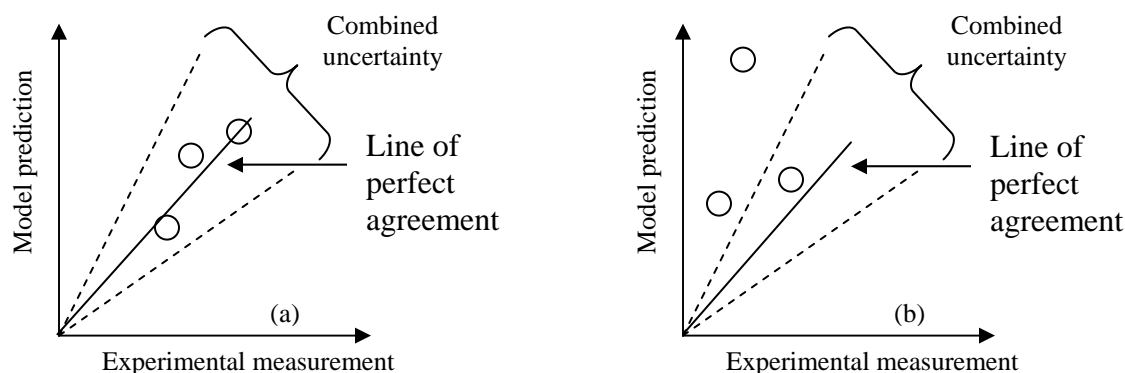 Combined
uncertainty
Model prediction
Line of
perfect
agreement
(a)
Experimental measurement
Combined
uncertainty
Model prediction
Line of
perfect
agreement
(b)
Experimental measurement